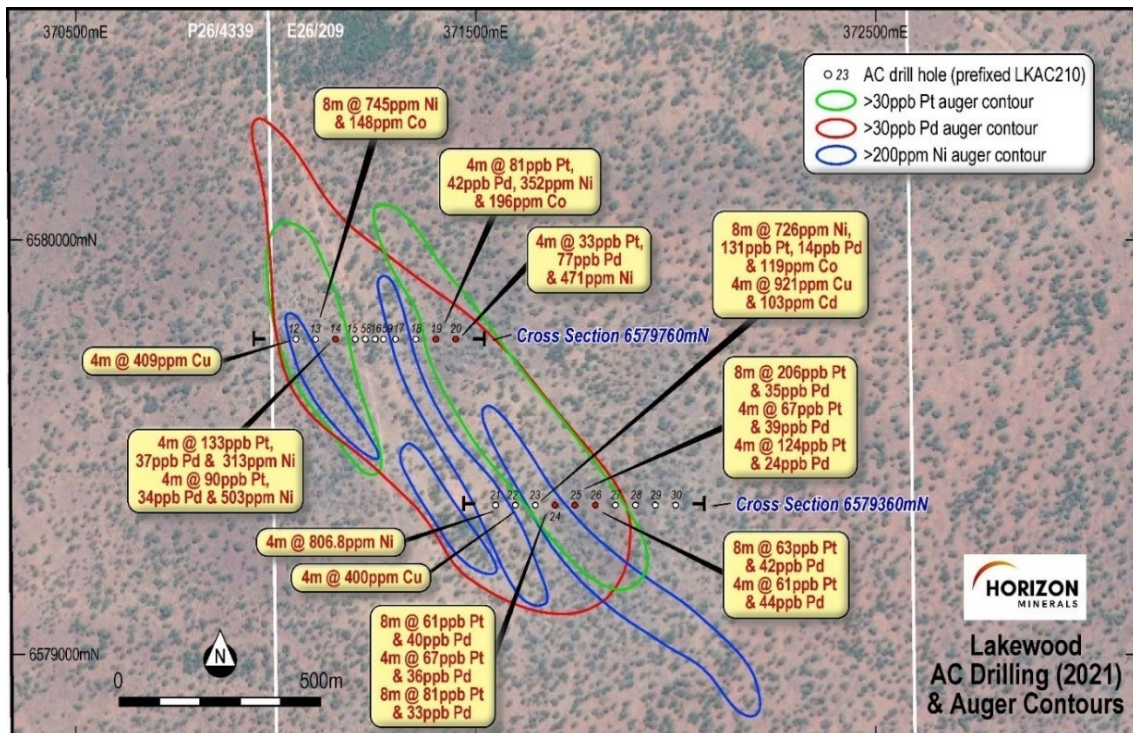 370500mE
P26/4339
E26/209
371500mE
372500mE
23 AC drill hole (prefixed LKAC210)
>30ppb Pt auger contour
>30ppb Pd auger contour
>200ppm Ni auger contour
8m @ 745ppm Ni
& 148ppm Co
4m @ 81ppb Pt,
42ppb Pd, 352ppm Ni
& 196ppm Co
6580000mN
4m @ 33ppb Pt,
77ppb Pd
& 471ppm Ni
8m @ 726ppm Ni,
131ppb Pt, 14ppb Pd
& 119ppm Co
4m @ 921ppm Cu
& 103ppm Cd
12 13 14 15 58 16 59 17 18 19 20
Cross Section 6579760mN
4m @ 409ppm Cu
8m @ 206ppb Pt
& 35ppb Pd
4m @ 67ppb Pt
& 39ppb Pd
4m @ 124ppb Pt
& 24ppb Pd
4m @ 133ppb Pt,
37ppb Pd & 313ppm Ni
4m @ 90ppb Pt,
34ppb Pd & 503ppm Ni
21 22 23 25 26 27 28 29 30
24
Cross Section 6579360mN
4m @ 806.8ppm Ni
4m @ 400ppm Cu
8m @ 63ppb Pt
& 42ppb Pd
4m @ 61ppb Pt
& 44ppb Pd
8m @ 61ppb Pt
& 40ppb Pd
4m @ 67ppb Pt
& 36ppb Pd
8m @ 81ppb Pt
& 33ppb Pd
HORIZON
MINERALS
6579000mN
N
0 500m
Lakewood
AC Drilling (2021)
& Auger Contours